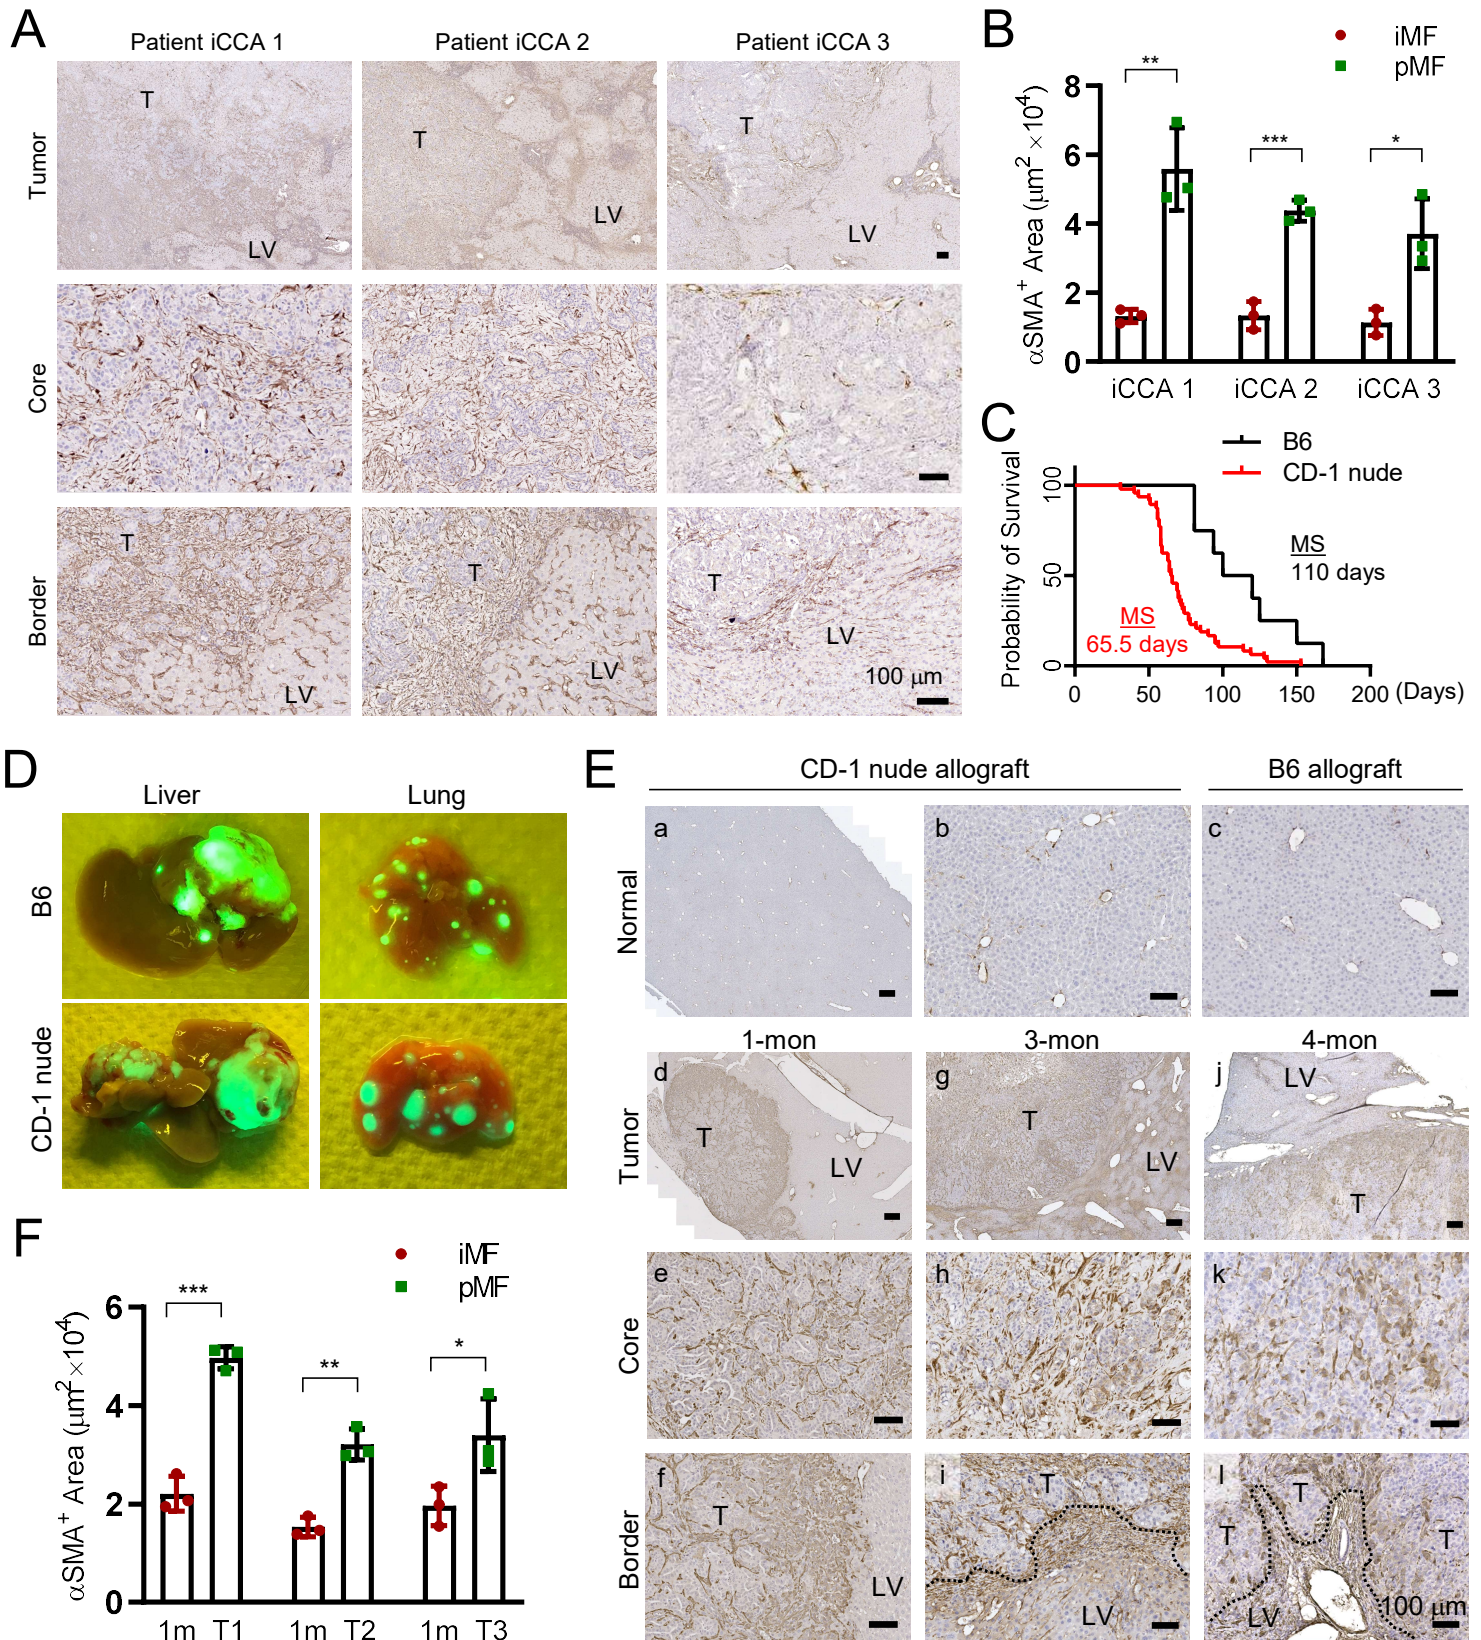 A
Patient iCCA 1
Patient iCCA 2
Patient iCCA 3
Tumor
T
LV
T
LV
T
LV
Core
Border
T
LV
T
LV
T
LV
100 μm
B
iMF
pMF
αSMA⁺ Area (μm² ×10⁴)
8
6
4
2
0
**
***
*
iCCA 1
iCCA 2
iCCA 3
C
B6
CD-1 nude
Probability of Survival
100
50
0
MS
110 days
MS
65.5 days
0 50 100 150 200 (Days)
D
Liver
Lung
B6
CD-1 nude
E
CD-1 nude allograft
B6 allograft
Normal
a
b
c
1-mon
3-mon
4-mon
Tumor
d
T
LV
g
T
LV
j
LV
T
Core
e
h
k
Border
f
T
LV
i
T
LV
l
T
T
T
LV
100 μm
F
iMF
pMF
αSMA⁺ Area (μm² ×10⁴)
6
4
2
0
***
**
*
1m T1 1m T2 1m T3